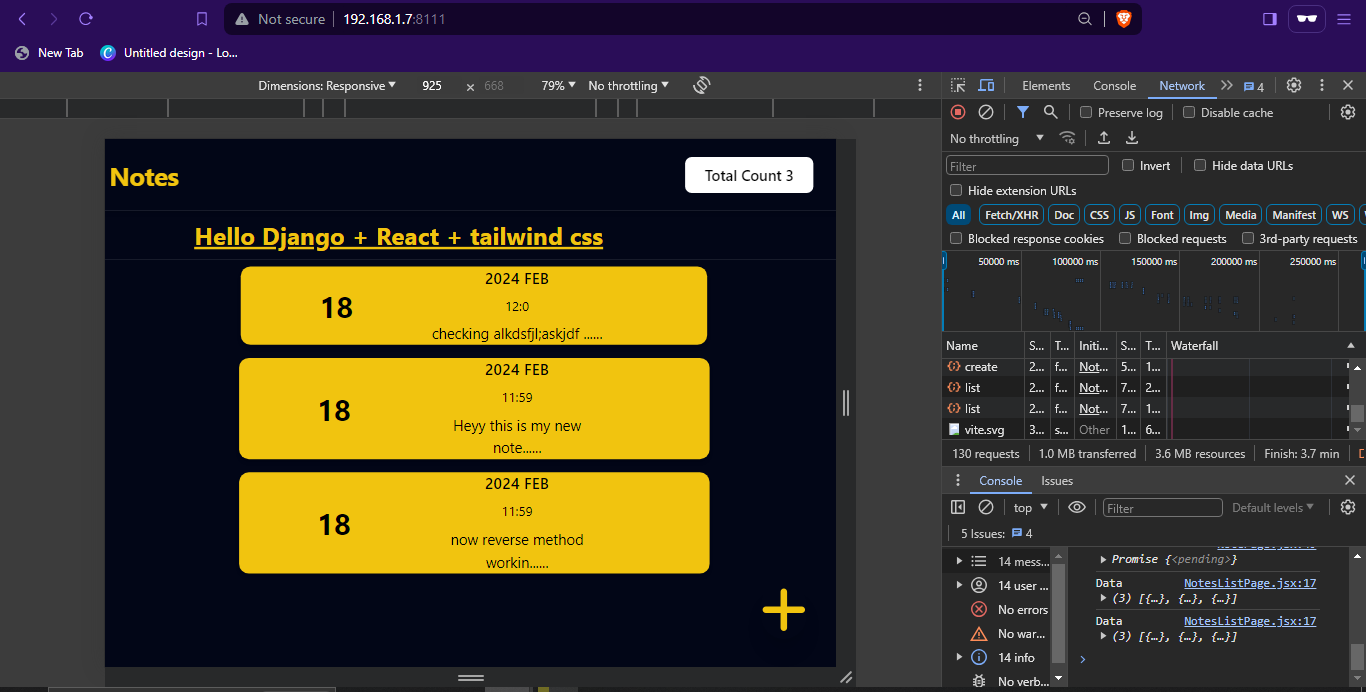 Not secure 192.168.1.7:8111
New Tab Untitled design - Lo...
Dimensions: Responsive 925 × 668 79% No throttling
Elements Console Network 4
Preserve log Disable cache
No throttling
Filter Invert Hide data URLs
Hide extension URLs
All Fetch/XHR Doc CSS JS Font Img Media Manifest WS
Blocked response cookies Blocked requests 3rd-party requests
50000 ms 100000 ms 150000 ms 200000 ms 250000 ms
Name S... T... Initi... S... T... Waterfall
create 2... f... Not... 5... 1...
list 2... f... Not... 7... 2...
list 2... f... Not... 7... 1...
vite.svg 3... s... Other 1... 6...
130 requests 1.0 MB transferred 3.6 MB resources Finish: 3.7 min
Console Issues
top Filter Default levels
5 Issues: 4
14 mess...
14 user ...
No errors
No war...
14 info
No verb...
Promise {<pending>}
Data NotesListPage.jsx:17
(3) [{…}, {…}, {…}]
Data NotesListPage.jsx:17
(3) [{…}, {…}, {…}]
Notes
Total Count 3
Hello Django + React + tailwind css
2024 FEB
18
12:0
checking alkdsfjl;askjdf ......
2024 FEB
18
11:59
Heyy this is my new
note......
2024 FEB
18
11:59
now reverse method
workin......